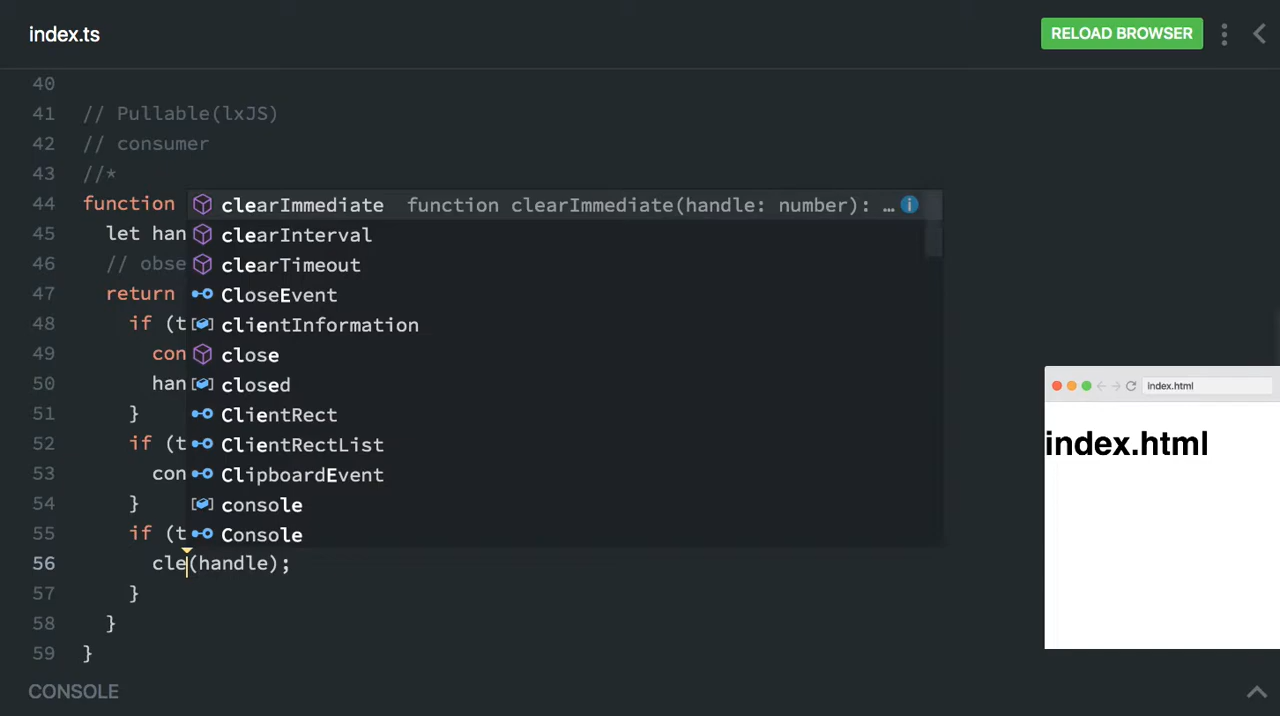 index.ts
RELOAD BROWSER
40
41 // Pullable(lxJS)
42 // consumer
43 //*
44 function
45 let han
46 // obse
47 return
48 if (t
49 con
50 han
51 }
52 if (t
53 con
54 }
55 if (t
56 cle(handle);
57 }
58 }
59 }
clearImmediate function clearImmediate(handle: number): … i
clearInterval
clearTimeout
CloseEvent
clientInformation
close
closed
ClientRect
ClientRectList
ClipboardEvent
console
Console
index.html
index.html
CONSOLE